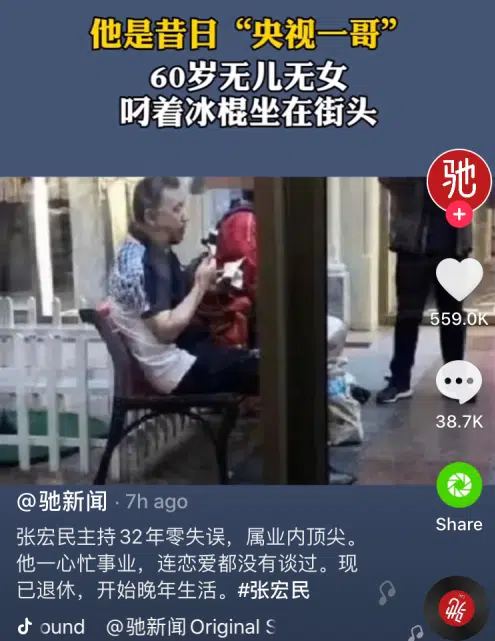 他是昔日“央视一哥”
60岁无儿无女
叼着冰棍坐在街头
驰
559.0K
38.7K
Share
@驰新闻 · 7h ago
张宏民主持32年零失误，属业内顶尖。
他一心忙事业，连恋爱都没有谈过。现
已退休，开始晚年生活。#张宏民
ound @驰新闻 Original S